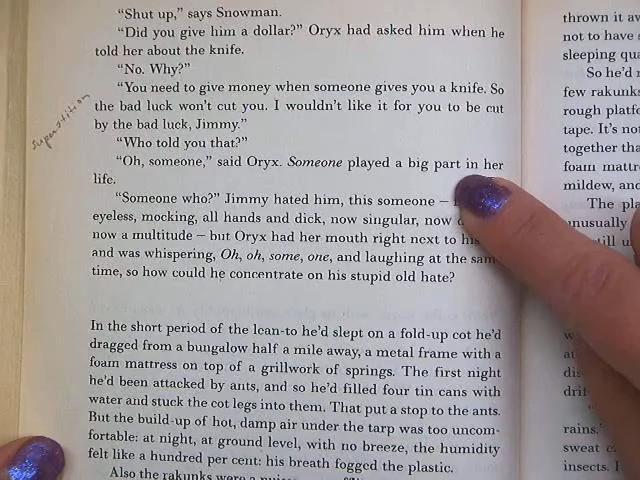 "Shut up," says Snowman.
"Did you give him a dollar?" Oryx had asked him when he
told her about the knife.
"No. Why?"
"You need to give money when someone gives you a knife. So
the bad luck won't cut you. I wouldn't like it for you to be cut
by the bad luck, Jimmy."
superstition
"Who told you that?"
"Oh, someone," said Oryx. Someone played a big part in her
life.
"Someone who?" Jimmy hated him, this someone –
eyeless, mocking, all hands and dick, now singular, now
now a multitude – but Oryx had her mouth right next to his
and was whispering, Oh, oh, some, one, and laughing at the same
time, so how could he concentrate on his stupid old hate?
In the short period of the lean-to he'd slept on a fold-up cot he'd
dragged from a bungalow half a mile away, a metal frame with a
foam mattress on top of a grillwork of springs. The first night
he'd been attacked by ants, and so he'd filled four tin cans with
water and stuck the cot legs into them. That put a stop to the ants.
But the build-up of hot, damp air under the tarp was too uncom-
fortable: at night, at ground level, with no breeze, the humidity
felt like a hundred per cent: his breath fogged the plastic.
Also the rakunks were a
thrown it
not to have
sleeping
So he'd
few rakunks
rough
tape. It's not
together
foam
mildew, and
The
unusually
still
rains.
sweat
insects.